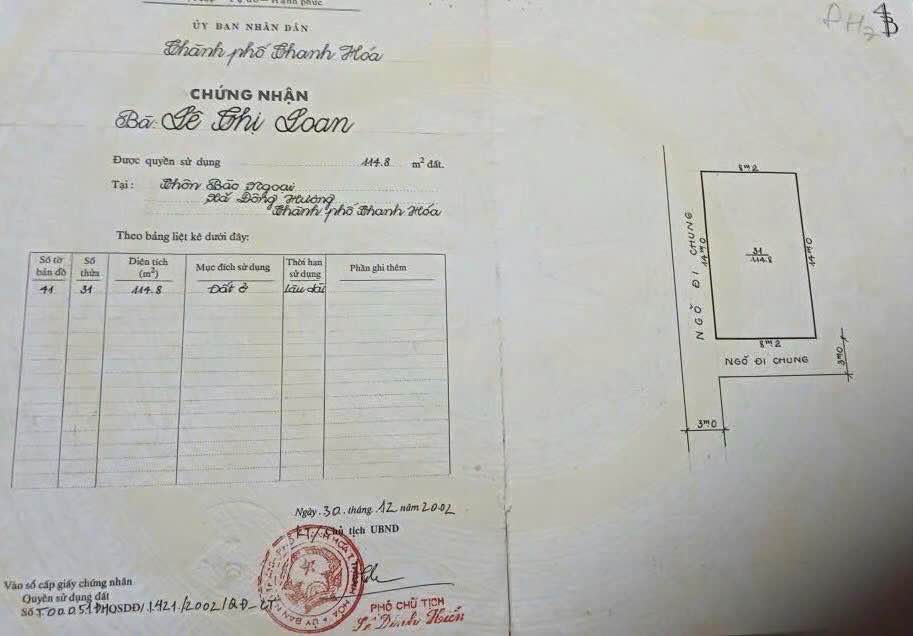 ỦY BAN NHÂN DÂN
Thành phố Thanh Hóa
CHỨNG NHẬN
Bà: Lê Thị Loan
Được quyền sử dụng 114.8 m² đất.
Tại: Thôn Bào Ngoại
Xã Đông Hương
Thành phố Thanh Hóa
Theo bảng liệt kê dưới đây:
Số tờ bản đồ Số thửa Diện tích (m²) Mục đích sử dụng Thời hạn sử dụng Phần ghi thêm
41 31 114.8 Đất ở Lâu dài
Ngày 30 tháng 12 năm 2002
Chủ tịch UBND
PHÓ CHỦ TỊCH
Lê Đình Hiển
Vào sổ cấp giấy chứng nhận
Quyền sử dụng đất
8m2
NGÕ ĐI CHUNG
14m0
31
114.8
14m0
8m2
NGÕ ĐI CHUNG
3m0
3m0